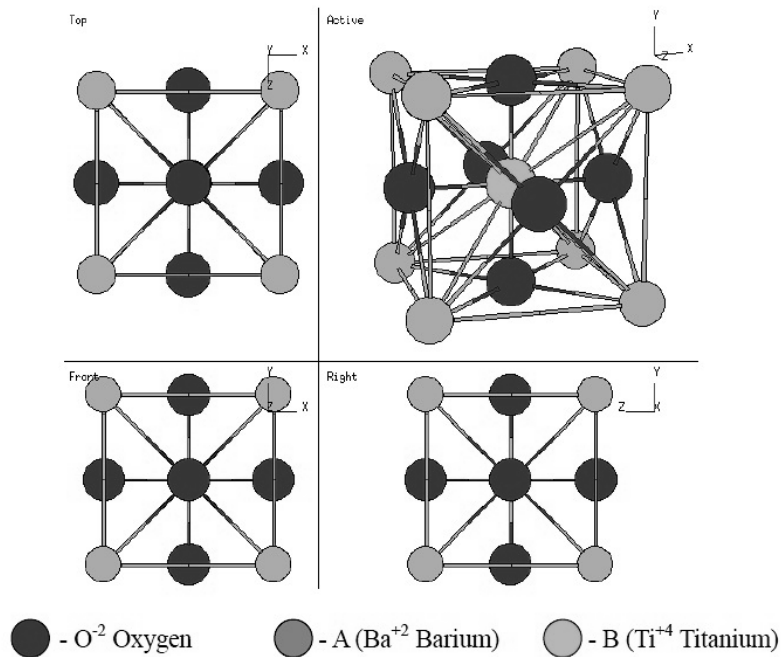 Top
Y X
Z
Active
Y
X
Z
Front
Y
Z X
Right
Y
Z X
- O⁻² Oxygen
- A (Ba⁺² Barium)
- B (Ti⁺⁴ Titanium)